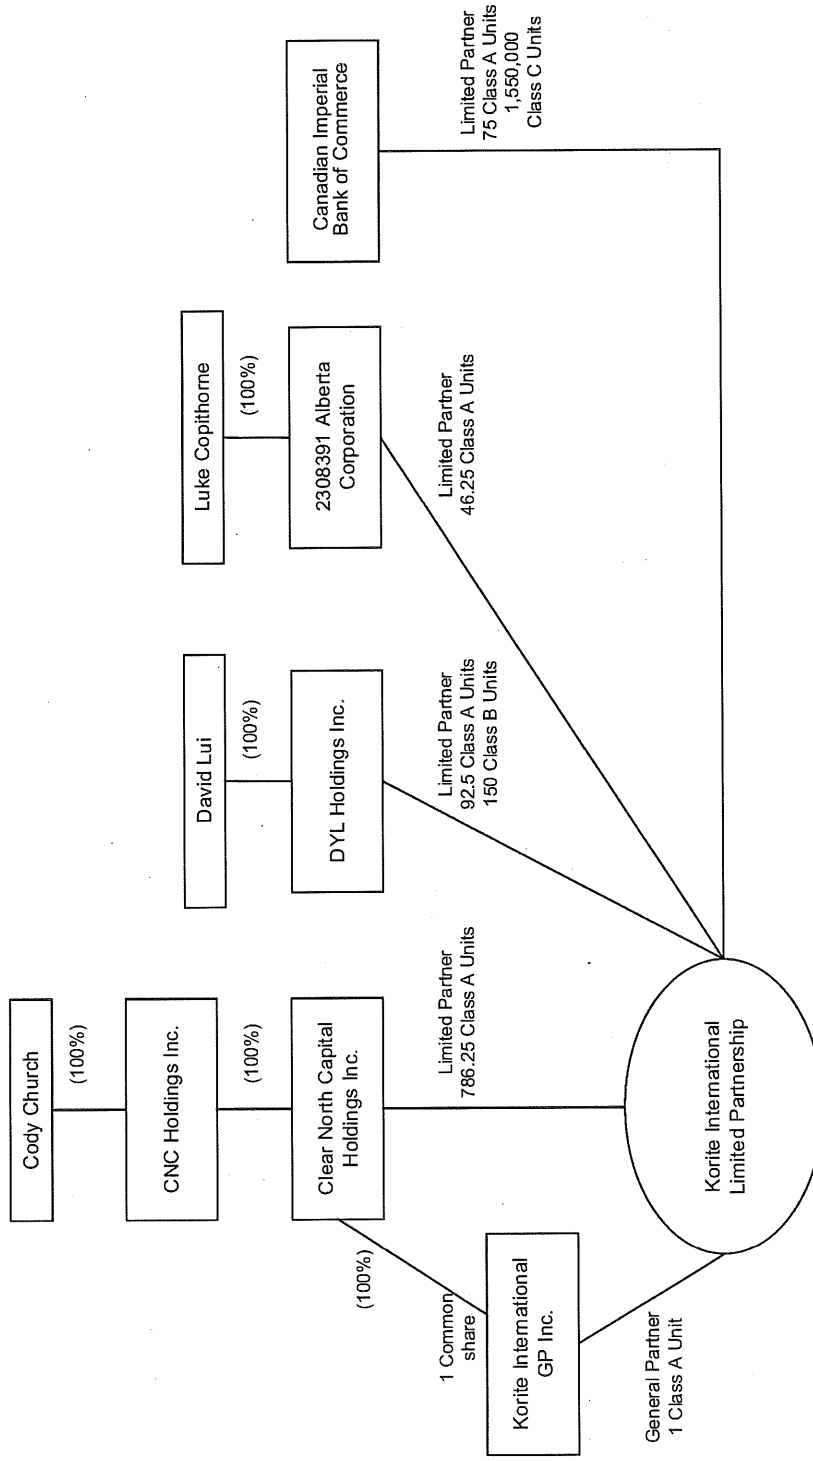 Cody Church
(100%)
CNC Holdings Inc.
(100%)
Clear North Capital
Holdings Inc.
(100%)
1 Common
share
Korite International
GP Inc.
General Partner
1 Class A Unit
Limited Partner
786.25 Class A Units
David Lui
(100%)
DYL Holdings Inc.
Limited Partner
92.5 Class A Units
150 Class B Units
Luke Copithorne
(100%)
2308391 Alberta
Corporation
Limited Partner
46.25 Class A Units
Canadian Imperial
Bank of Commerce
Limited Partner
75 Class A Units
1,550,000
Class C Units
Korite International
Limited Partnership